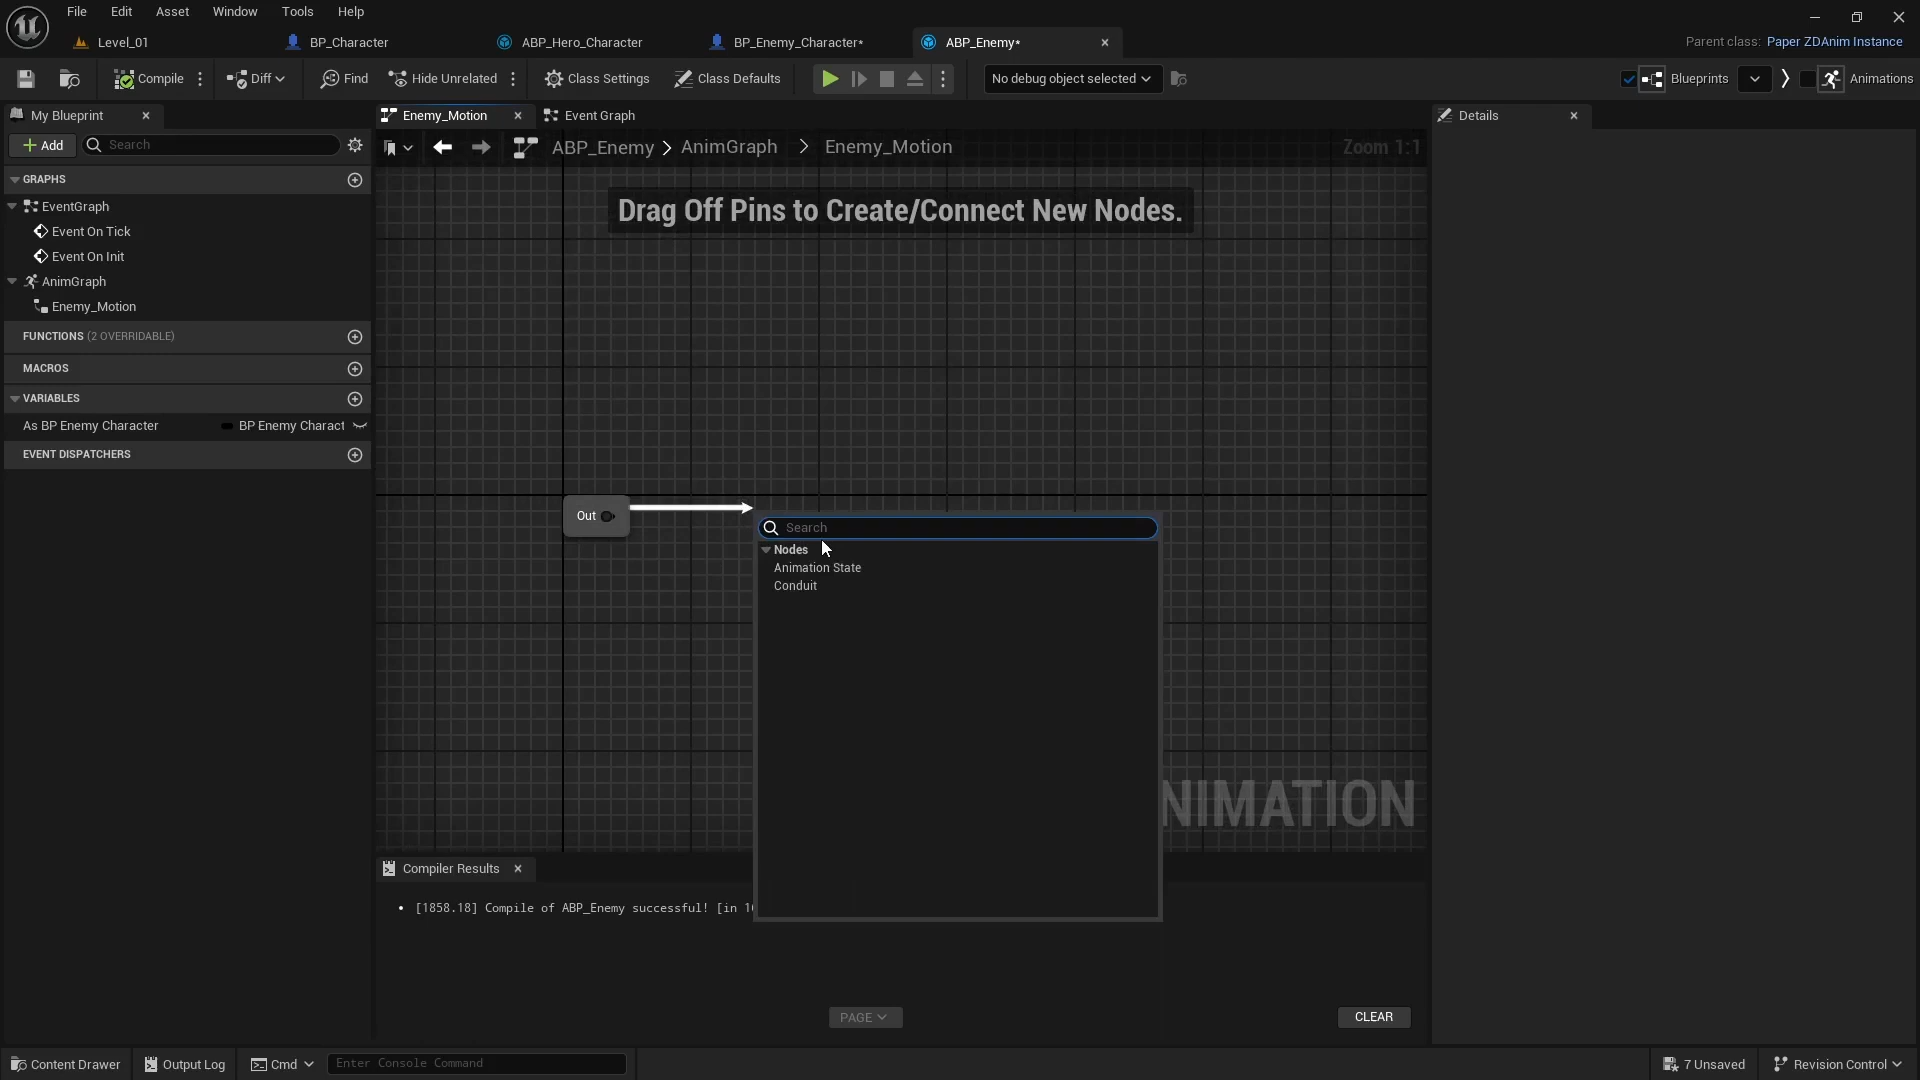 File Edit Asset Window Tools Help
Level_01 BP_Character ABP_Hero_Character BP_Enemy_Character* ABP_Enemy* Parent class: Paper ZDAnim Instance
Compile Diff Find Hide Unrelated Class Settings Class Defaults No debug object selected Blueprints Animations
My Blueprint Enemy_Motion Event Graph Details
Add Search ABP_Enemy > AnimGraph > Enemy_Motion Zoom 1:1
GRAPHS
EventGraph
Event On Tick
Event On Init
AnimGraph
Enemy_Motion
FUNCTIONS (2 OVERRIDABLE)
MACROS
VARIABLES
As BP Enemy Character BP Enemy Charact
EVENT DISPATCHERS
Drag Off Pins to Create/Connect New Nodes.
Out
Search
Nodes
Animation State
Conduit
NIMATION
Compiler Results
• [1858.18] Compile of ABP_Enemy successful! [in
PAGE CLEAR
Content Drawer Output Log Cmd Enter Console Command 7 Unsaved Revision Control